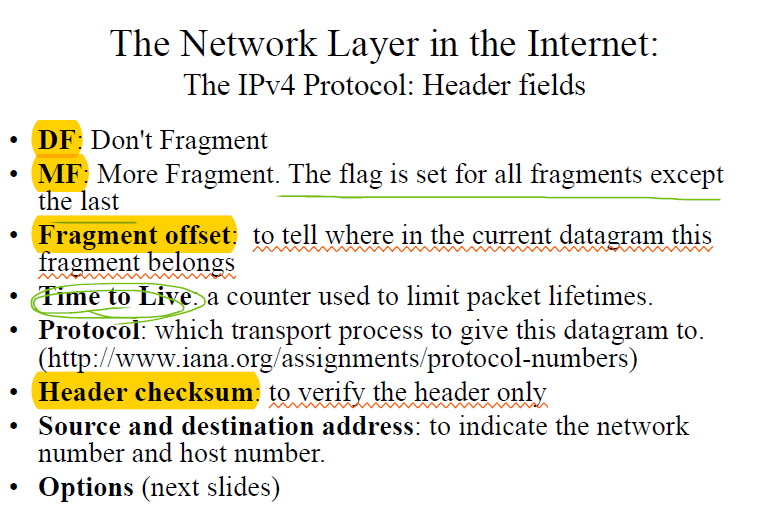 The Network Layer in the Internet:
The IPv4 Protocol: Header fields
• DF: Don't Fragment
• MF: More Fragment. The flag is set for all fragments except
the last
• Fragment offset: to tell where in the current datagram this
fragment belongs
• Time to Live: a counter used to limit packet lifetimes.
• Protocol: which transport process to give this datagram to.
(http://www.iana.org/assignments/protocol-numbers)
• Header checksum: to verify the header only
• Source and destination address: to indicate the network
number and host number.
• Options (next slides)